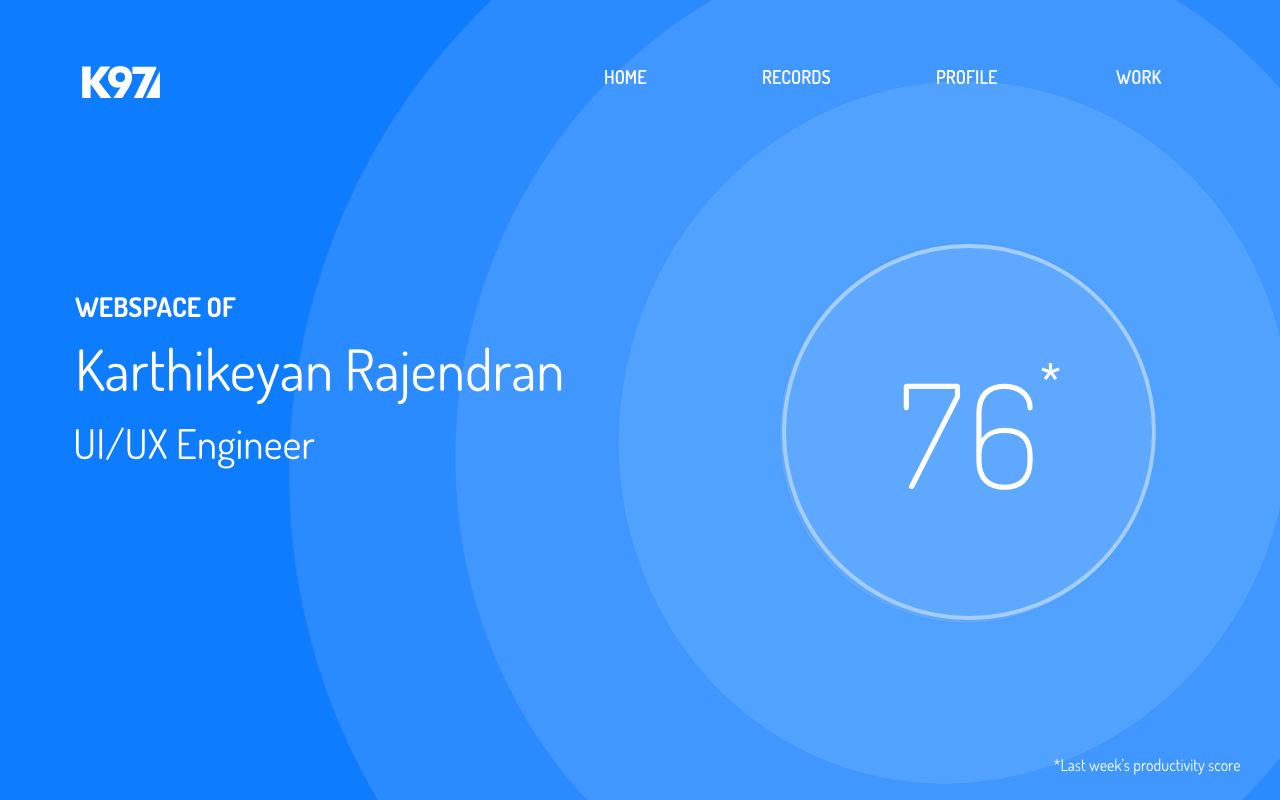 K97
HOME RECORDS PROFILE WORK
WEBSPACE OF
Karthikeyan Rajendran
UI/UX Engineer
76*
*Last week's productivity score